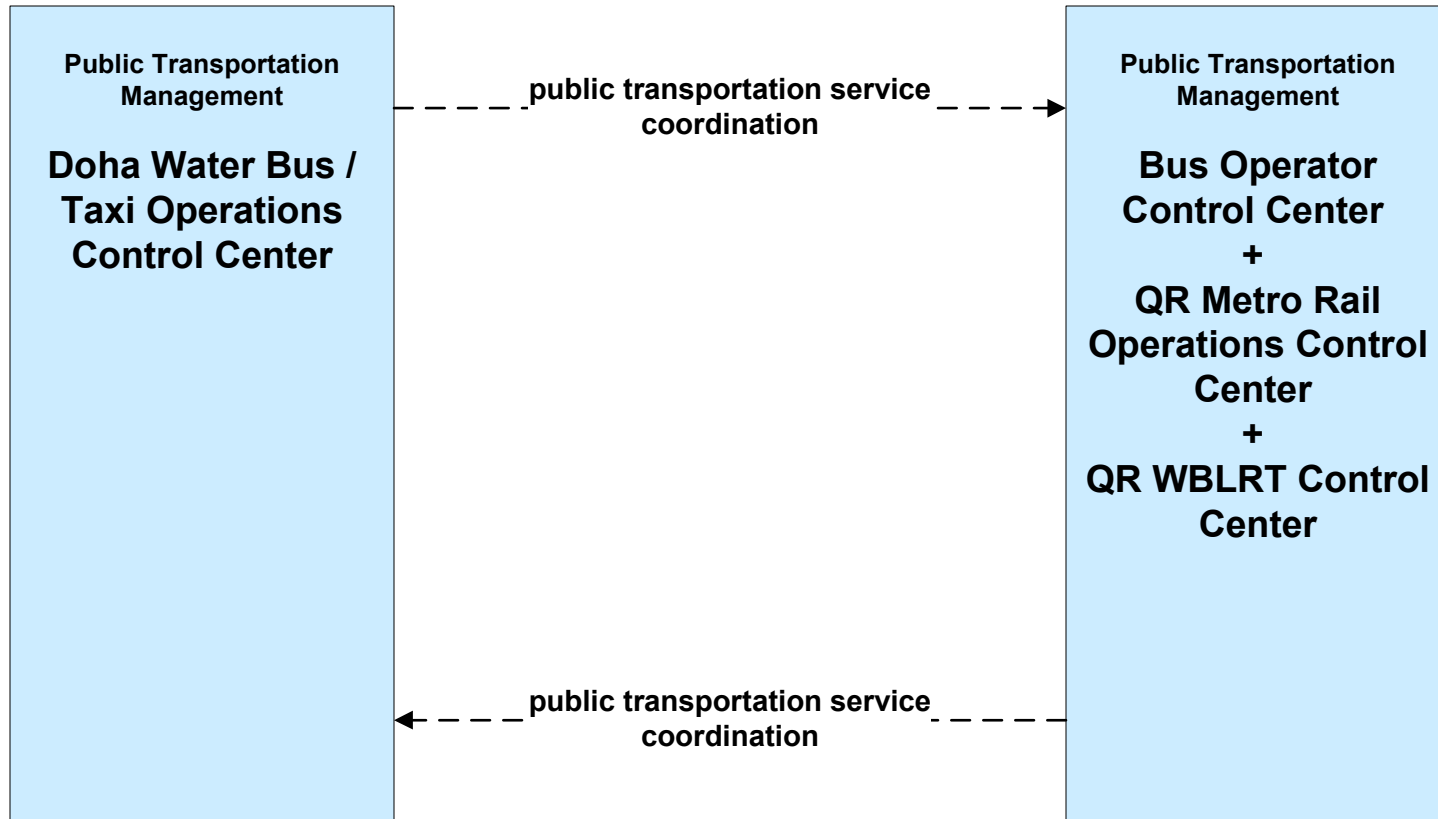 Public Transportation
Management
Doha Water Bus /
Taxi Operations
Control Center
public transportation service
coordination
Public Transportation
Management
Bus Operator
Control Center
+
QR Metro Rail
Operations Control
Center
+
QR WBLRT Control
Center
public transportation service
coordination